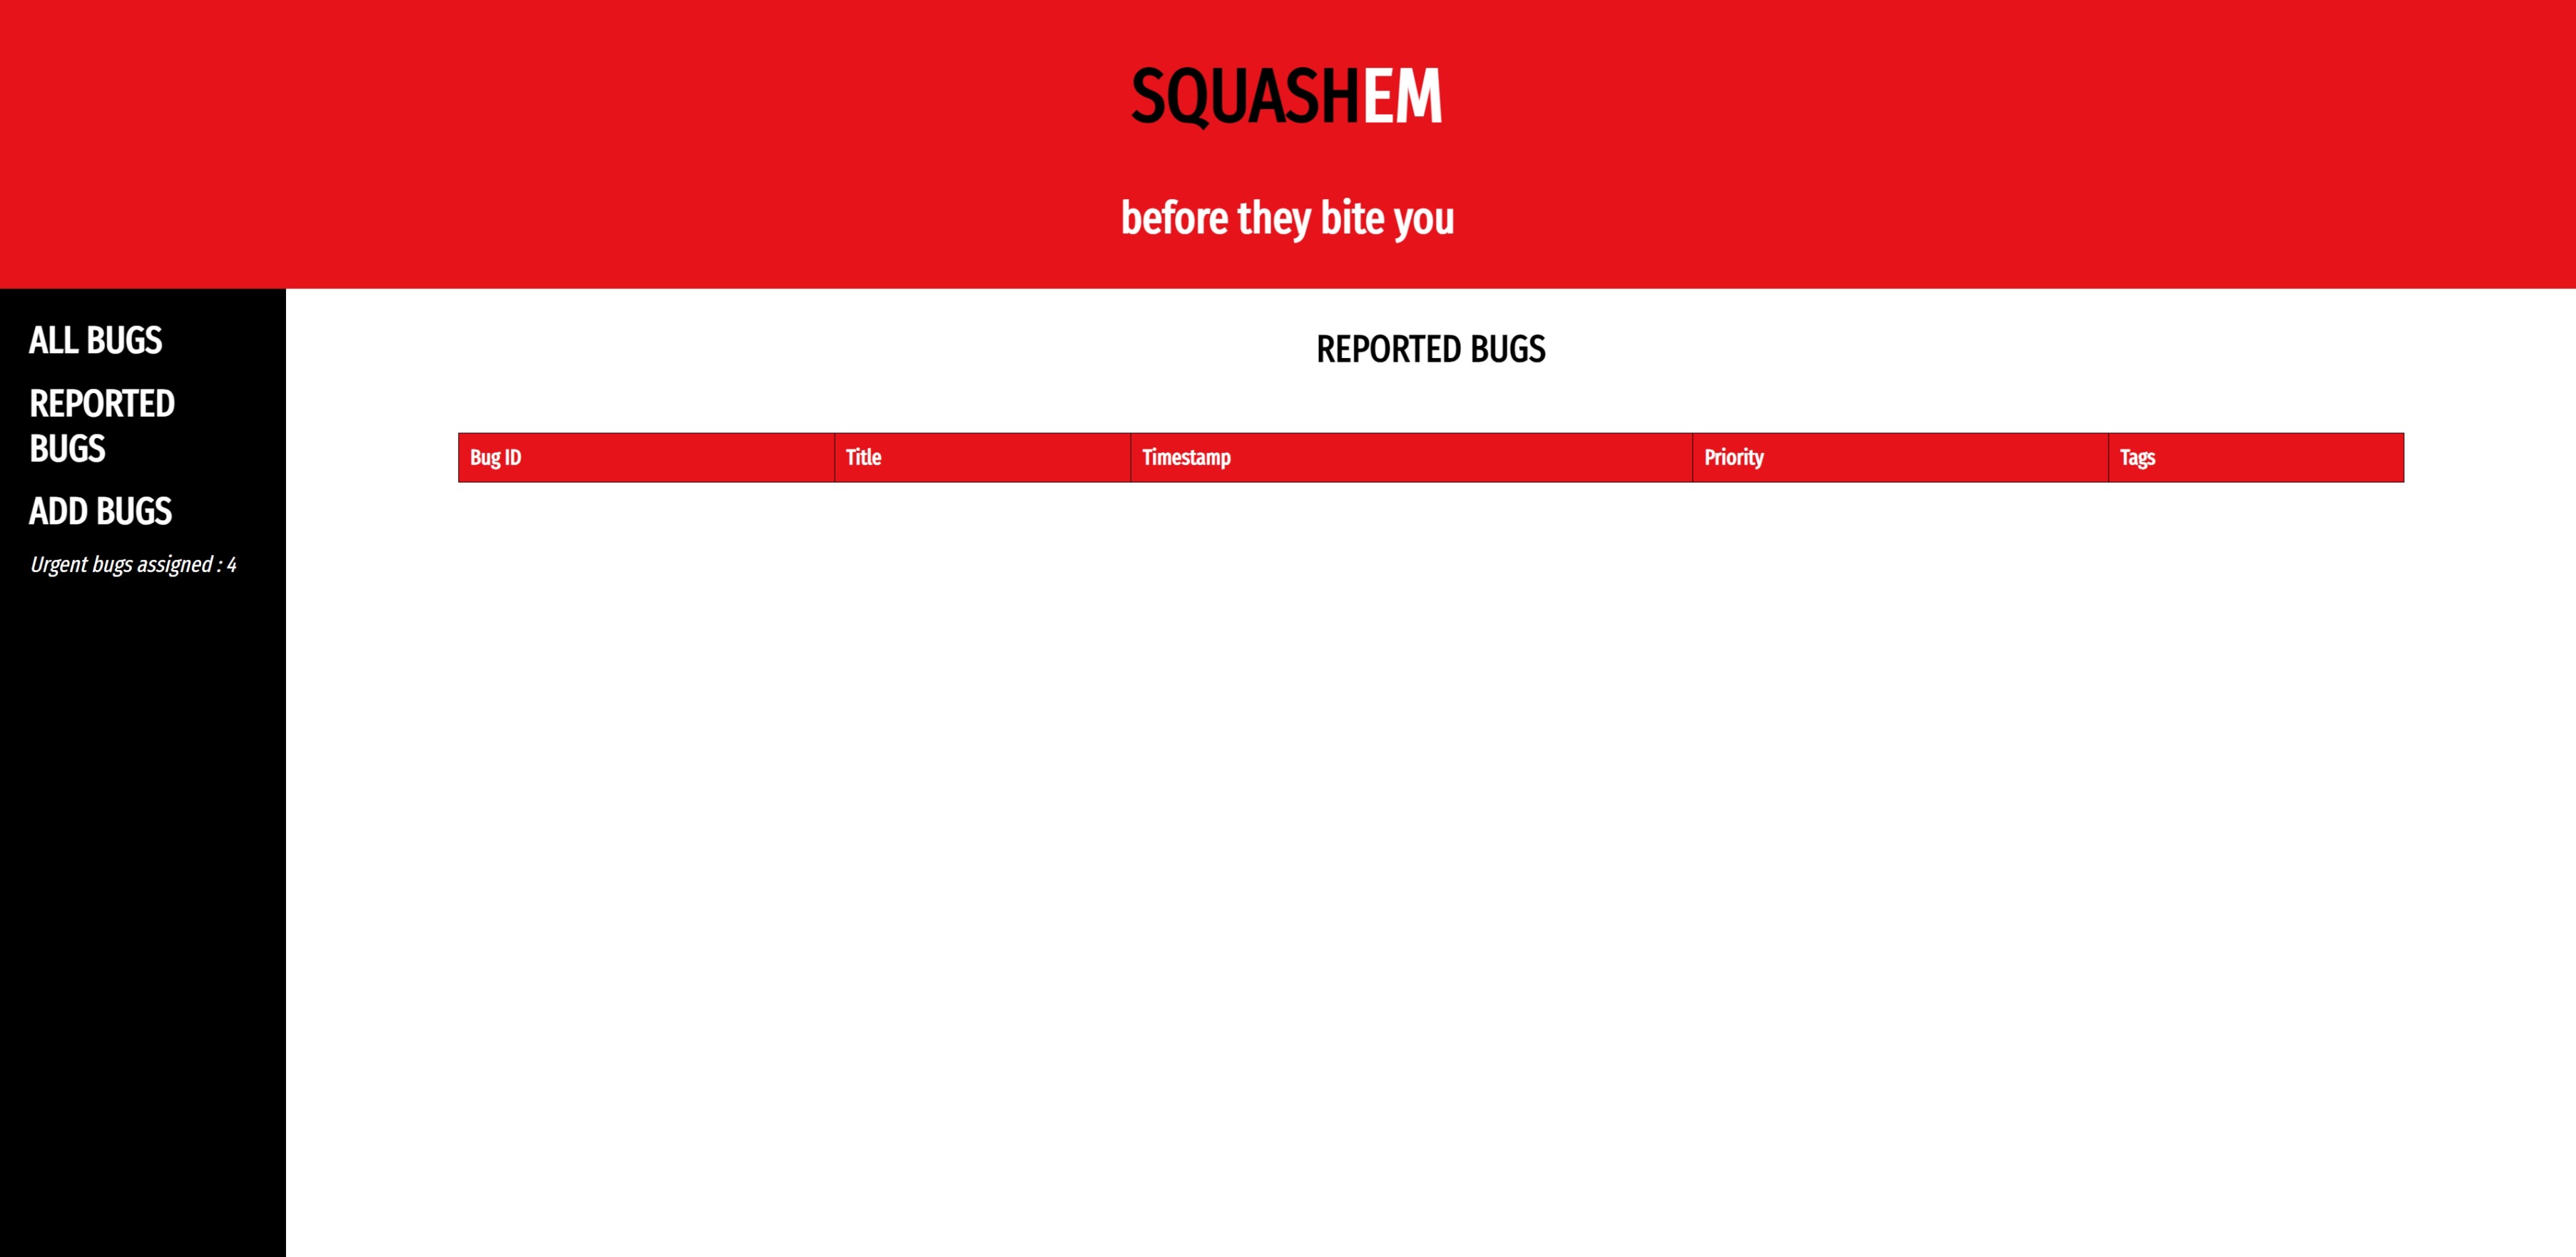 SQUASHEM
before they bite you
ALL BUGS
REPORTED
BUGS
ADD BUGS
Urgent bugs assigned : 4
REPORTED BUGS
Bug ID Title Timestamp Priority Tags